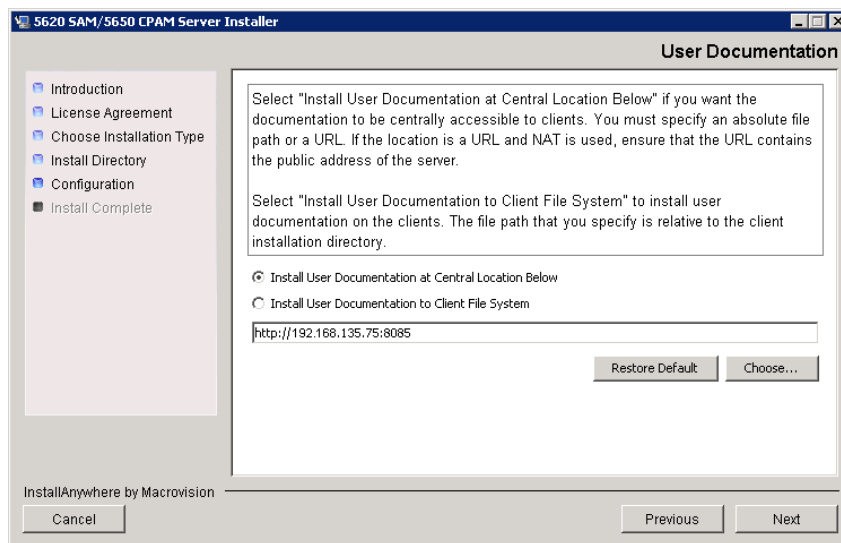 5620 SAM/5650 CPAM Server Installer
User Documentation
Introduction
License Agreement
Choose Installation Type
Install Directory
Configuration
Install Complete
Select "Install User Documentation at Central Location Below" if you want the
documentation to be centrally accessible to clients. You must specify an absolute file
path or a URL. If the location is a URL and NAT is used, ensure that the URL contains
the public address of the server.
Select "Install User Documentation to Client File System" to install user
documentation on the clients. The file path that you specify is relative to the client
installation directory.
Install User Documentation at Central Location Below
Install User Documentation to Client File System
http://192.168.135.75:8085
Restore Default
Choose...
InstallAnywhere by Macrovision
Cancel
Previous
Next